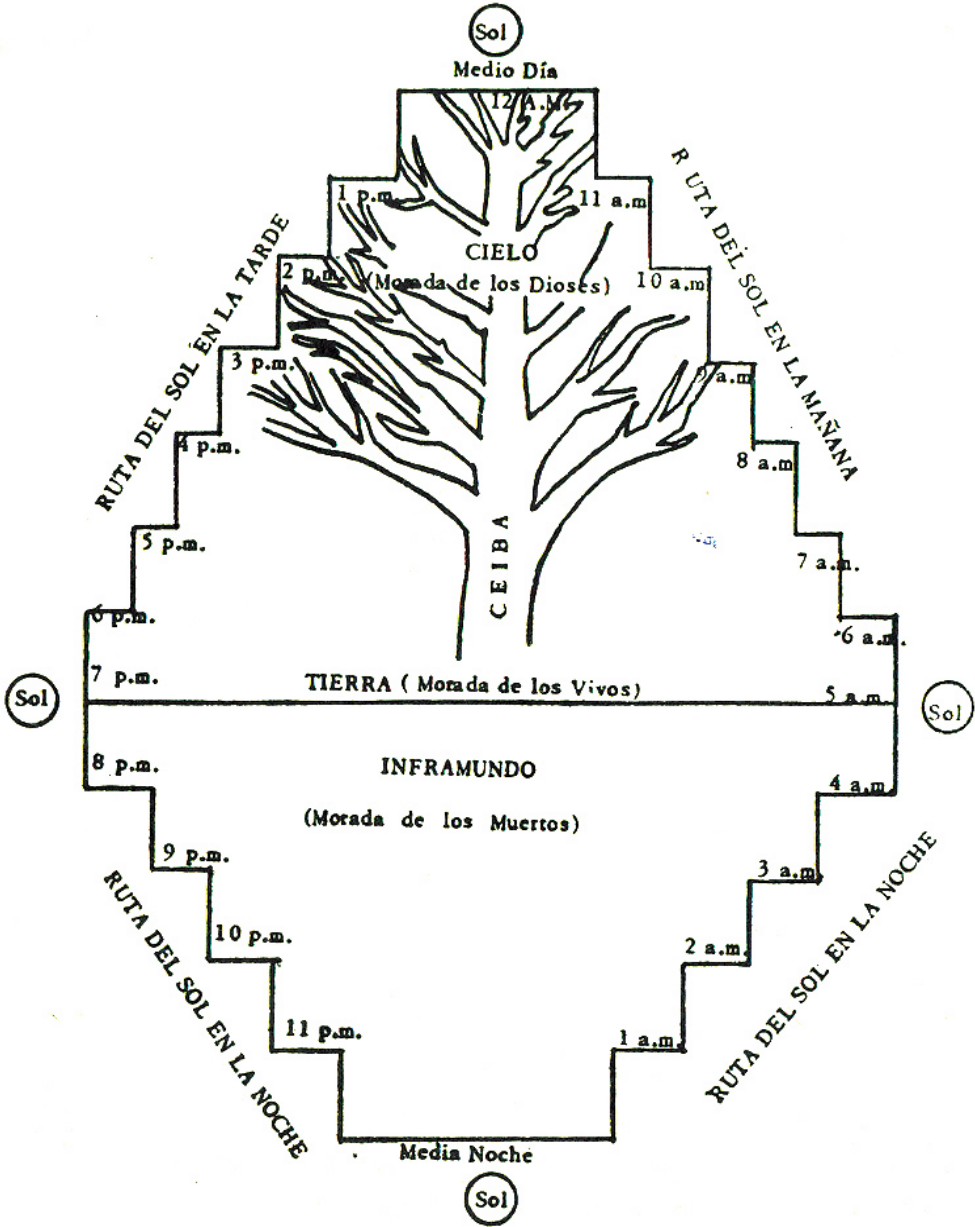 Sol
Medio Día
12 A.M.
1 p.m.
11 a.m
RUTA DEL SOL EN LA TARDE
RUTA DEL SOL EN LA MAÑANA
CIELO
2 p.m.
(Morada de los Dioses)
10 a.m
3 p.m.
9 a.m
4 p.m.
8 a.m
CEIBA
5 p.m.
7 a.m.
6 p.m.
6 a.m.
7 p.m.
TIERRA ( Morada de los Vivos)
5 a.m
Sol
Sol
8 p.m.
INFRAMUNDO
4 a.m.
(Morada de los Muertos)
9 p.m.
3 a.m
RUTA DEL SOL EN LA NOCHE
RUTA DEL SOL EN LA NOCHE
10 p.m.
2 a.m.
11 p.m.
1 a.m.
Media Noche
Sol